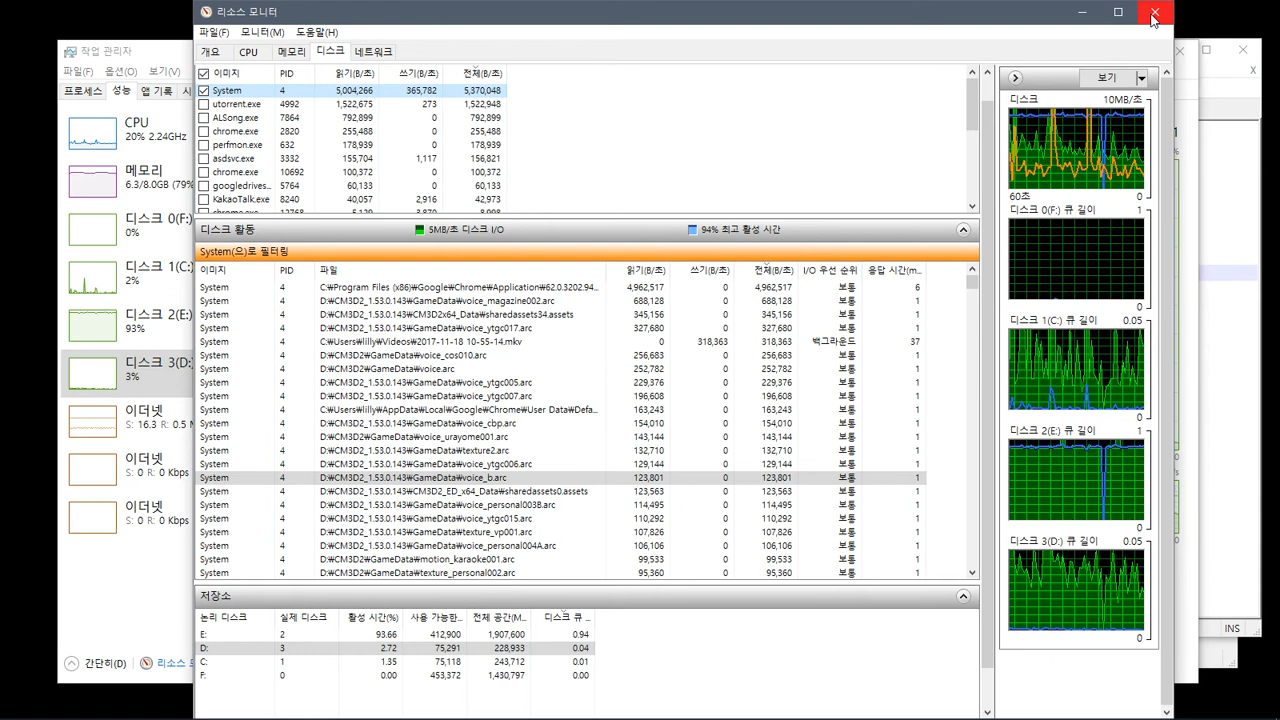 리소스 모니터
파일(F) 모니터(M) 도움말(H)
개요 CPU 메모리 디스크 네트워크
이미지 PID 읽기(B/초) 쓰기(B/초) 전체(B/초)
System 4 5,004,266 365,782 5,370,048
utorrent.exe 4992 1,522,675 273 1,522,948
ALSong.exe 7864 792,899 0 792,899
chrome.exe 2820 255,488 0 255,488
perfmon.exe 632 178,939 0 178,939
asdsvc.exe 3332 155,704 1,117 156,821
chrome.exe 10692 100,372 0 100,372
googledrives... 5764 60,133 0 60,133
KakaoTalk.exe 8240 40,057 2,916 42,973
디스크 활동 5MB/초 디스크 I/O 94% 최고 활성 시간
System(으)로 필터링
이미지 PID 파일 읽기(B/초) 쓰기(B/초) 전체(B/초) I/O 우선 순위 응답 시간(m...
System 4 C:₩Program Files (x86)₩Google₩Chrome₩Application₩62.0.3202.94... 4,962,517 0 4,962,517 보통 6
System 4 D:₩CM3D2_1.53.0.143₩GameData₩voice_magazine002.arc 688,128 0 688,128 보통 1
System 4 D:₩CM3D2_1.53.0.143₩CM3D2x64_Data₩sharedassets34.assets 345,156 0 345,156 보통 1
System 4 D:₩CM3D2_1.53.0.143₩GameData₩voice_ytgc017.arc 327,680 0 327,680 보통 1
System 4 C:₩Users₩lilly₩Videos₩2017-11-18 10-55-14.mkv 0 318,363 318,363 백그라운드 37
System 4 D:₩CM3D2_1.53.0.143₩GameData₩voice_cos010.arc 256,683 0 256,683 보통 1
System 4 D:₩CM3D2₩GameData₩voice.arc 252,782 0 252,782 보통 1
System 4 D:₩CM3D2_1.53.0.143₩GameData₩voice_ytgc005.arc 229,376 0 229,376 보통 1
System 4 D:₩CM3D2_1.53.0.143₩GameData₩voice_ytgc007.arc 196,608 0 196,608 보통 1
System 4 C:₩Users₩lilly₩AppData₩Local₩Google₩Chrome₩User Data₩Defa... 163,243 0 163,243 보통 1
System 4 D:₩CM3D2_1.53.0.143₩GameData₩voice_cbp.arc 154,010 0 154,010 보통 1
System 4 D:₩CM3D2₩GameData₩voice_urayome001.arc 143,144 0 143,144 보통 1
System 4 D:₩CM3D2₩GameData₩texture2.arc 132,710 0 132,710 보통 1
System 4 D:₩CM3D2_1.53.0.143₩GameData₩voice_ytgc006.arc 129,144 0 129,144 보통 1
System 4 D:₩CM3D2_1.53.0.143₩GameData₩voice_b.arc 123,801 0 123,801 보통 1
System 4 D:₩CM3D2_1.53.0.143₩CM3D2_ED_x64_Data₩sharedassets0.assets 123,563 0 123,563 보통 1
System 4 D:₩CM3D2_1.53.0.143₩GameData₩voice_personal003B.arc 114,495 0 114,495 보통 1
System 4 D:₩CM3D2_1.53.0.143₩GameData₩voice_ytgc015.arc 110,292 0 110,292 보통 1
System 4 D:₩CM3D2_1.53.0.143₩GameData₩texture_vp001.arc 107,826 0 107,826 보통 1
System 4 D:₩CM3D2_1.53.0.143₩GameData₩voice_personal004A.arc 106,106 0 106,106 보통 1
System 4 D:₩CM3D2₩GameData₩motion_karaoke001.arc 99,533 0 99,533 보통 1
System 4 D:₩CM3D2₩GameData₩texture_personal002.arc 95,360 0 95,360 보통 1
저장소
논리 디스크 실제 디스크 활성 시간(%) 사용 가능한... 전체 공간(M... 디스크 큐 ...
E: 2 93.66 412,900 1,907,600 0.94
D: 3 2.72 75,291 228,933 0.04
C: 1 1.35 75,118 243,712 0.01
F: 0 0.00 453,372 1,430,797 0.00
보기
디스크 10MB/초
60초 0
디스크 0(F:) 큐 길이 1
0
디스크 1(C:) 큐 길이 0.05
0
디스크 2(E:) 큐 길이 1
0
디스크 3(D:) 큐 길이 0.05
0
작업 관리자
파일(F) 옵션(O) 보기(V)
프로세스 성능 앱 기록
CPU
20% 2.24GHz
메모리
6.3/8.0GB (79%
디스크 0(F:)
0%
디스크 1(C:)
2%
디스크 2(E:)
93%
디스크 3(D:)
3%
이더넷
S: 16.3 R: 0.5
이더넷
S: 0 R: 0 Kbps
이더넷
S: 0 R: 0 Kbps
간단히(D) 리소스
INS